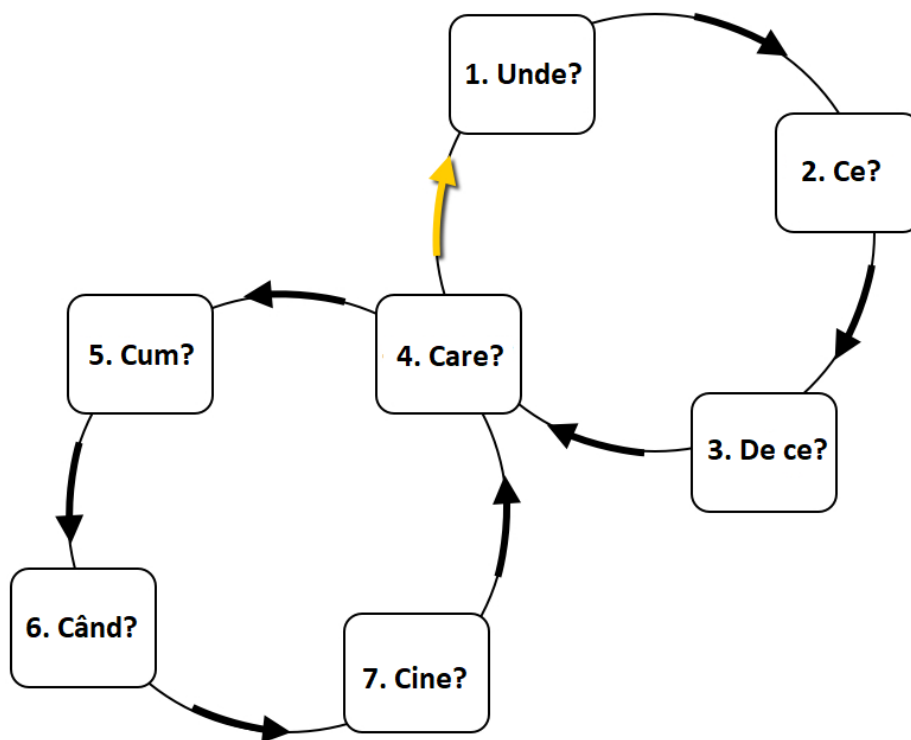 1. Unde?
2. Ce?
3. De ce?
4. Care?
5. Cum?
6. Când?
7. Cine?